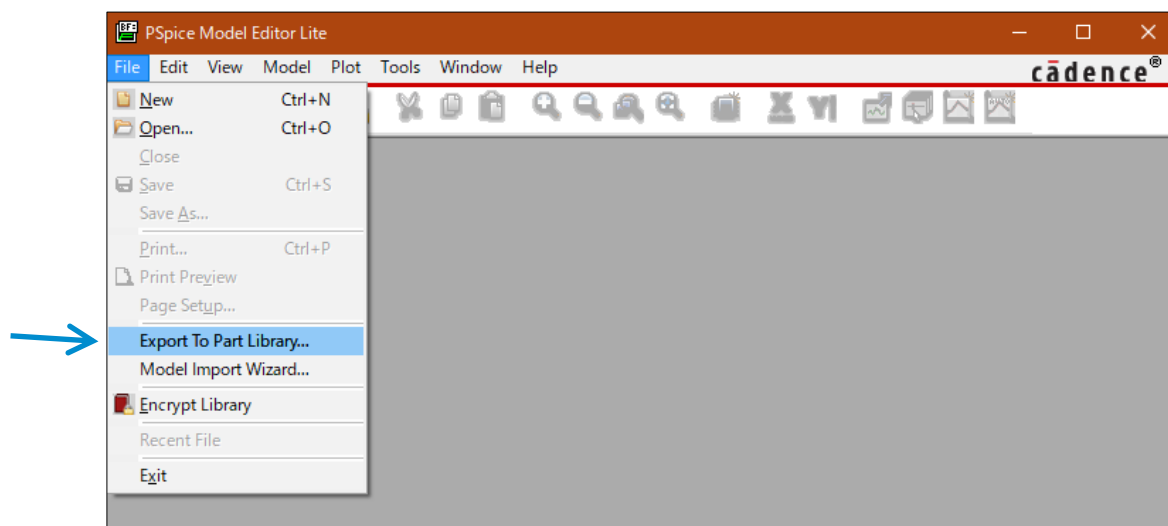 PSpice Model Editor Lite
File Edit View Model Plot Tools Window Help
cādence®
New Ctrl+N
Open... Ctrl+O
Close
Save Ctrl+S
Save As...
Print... Ctrl+P
Print Preview
Page Setup...
Export To Part Library...
Model Import Wizard...
Encrypt Library
Recent File
Exit